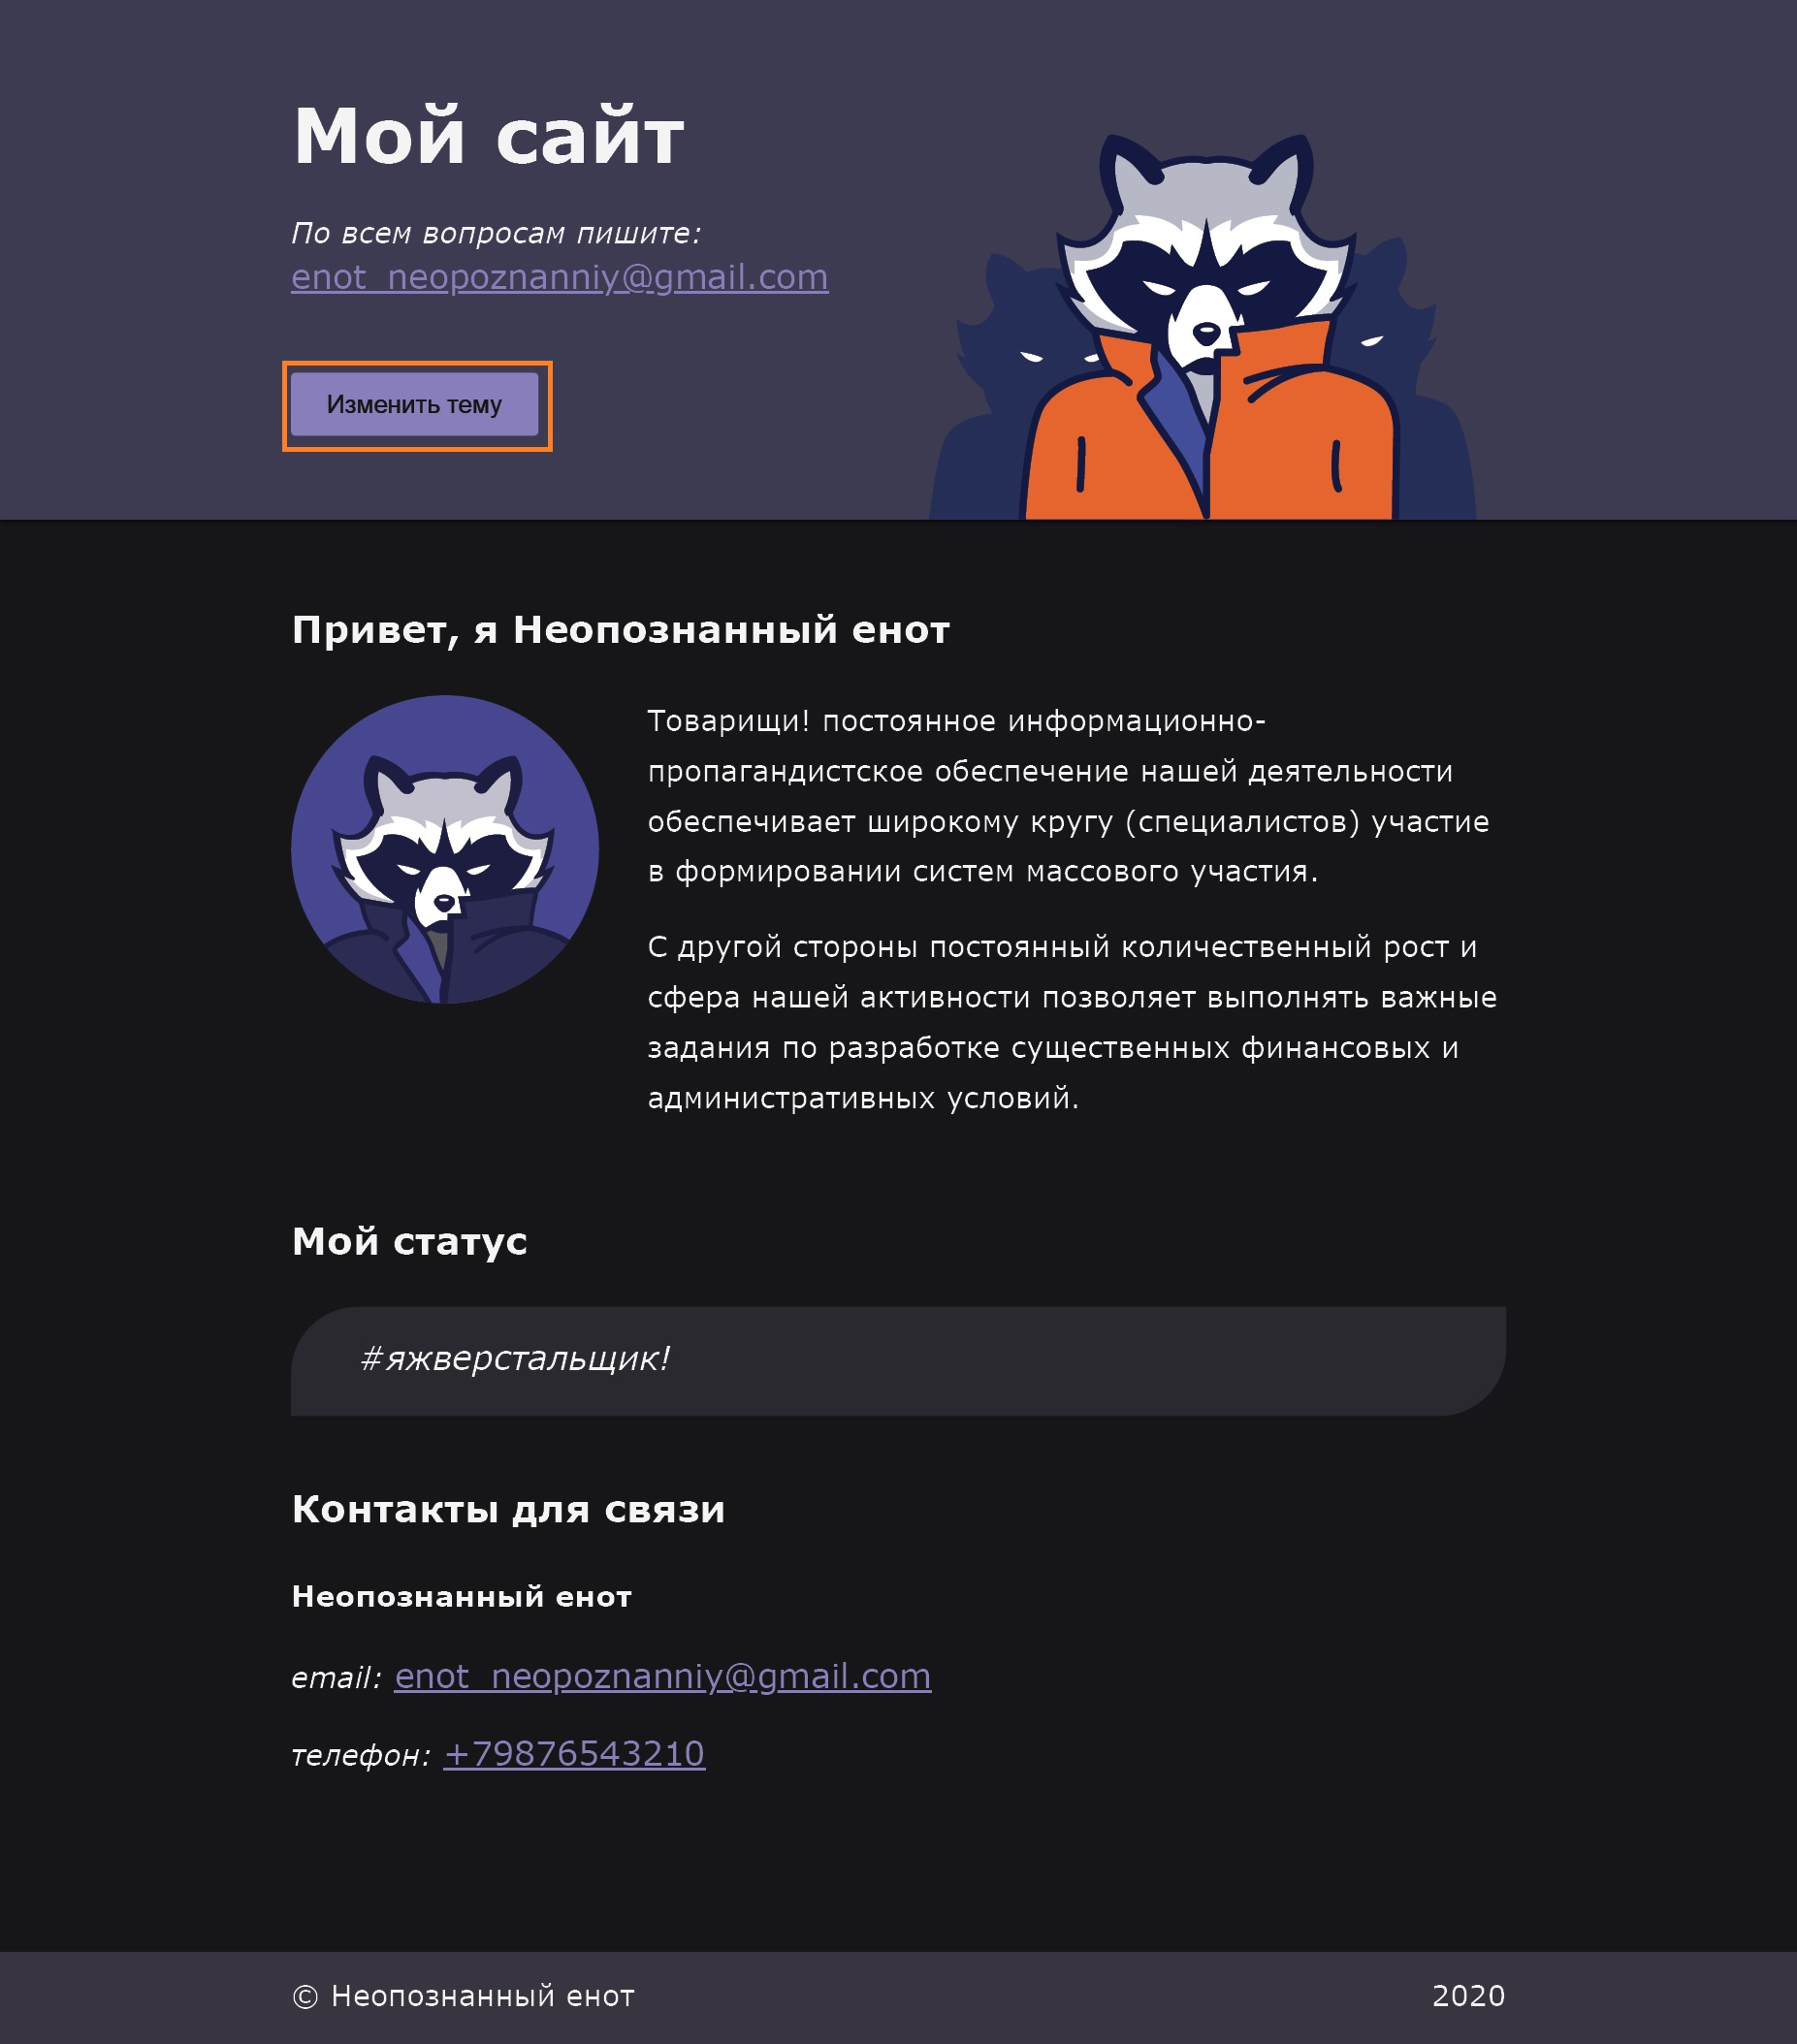 Мой сайт
По всем вопросам пишите:
enot_neopoznanniy@gmail.com
Изменить тему
Привет, я Неопознанный енот
Товарищи! постоянное информационно-
пропагандистское обеспечение нашей деятельности
обеспечивает широкому кругу (специалистов) участие
в формировании систем массового участия.
С другой стороны постоянный количественный рост и
сфера нашей активности позволяет выполнять важные
задания по разработке существенных финансовых и
административных условий.
Мой статус
#яжверстальщик!
Контакты для связи
Неопознанный енот
email: enot_neopoznanniy@gmail.com
телефон: +79876543210
© Неопознанный енот 2020